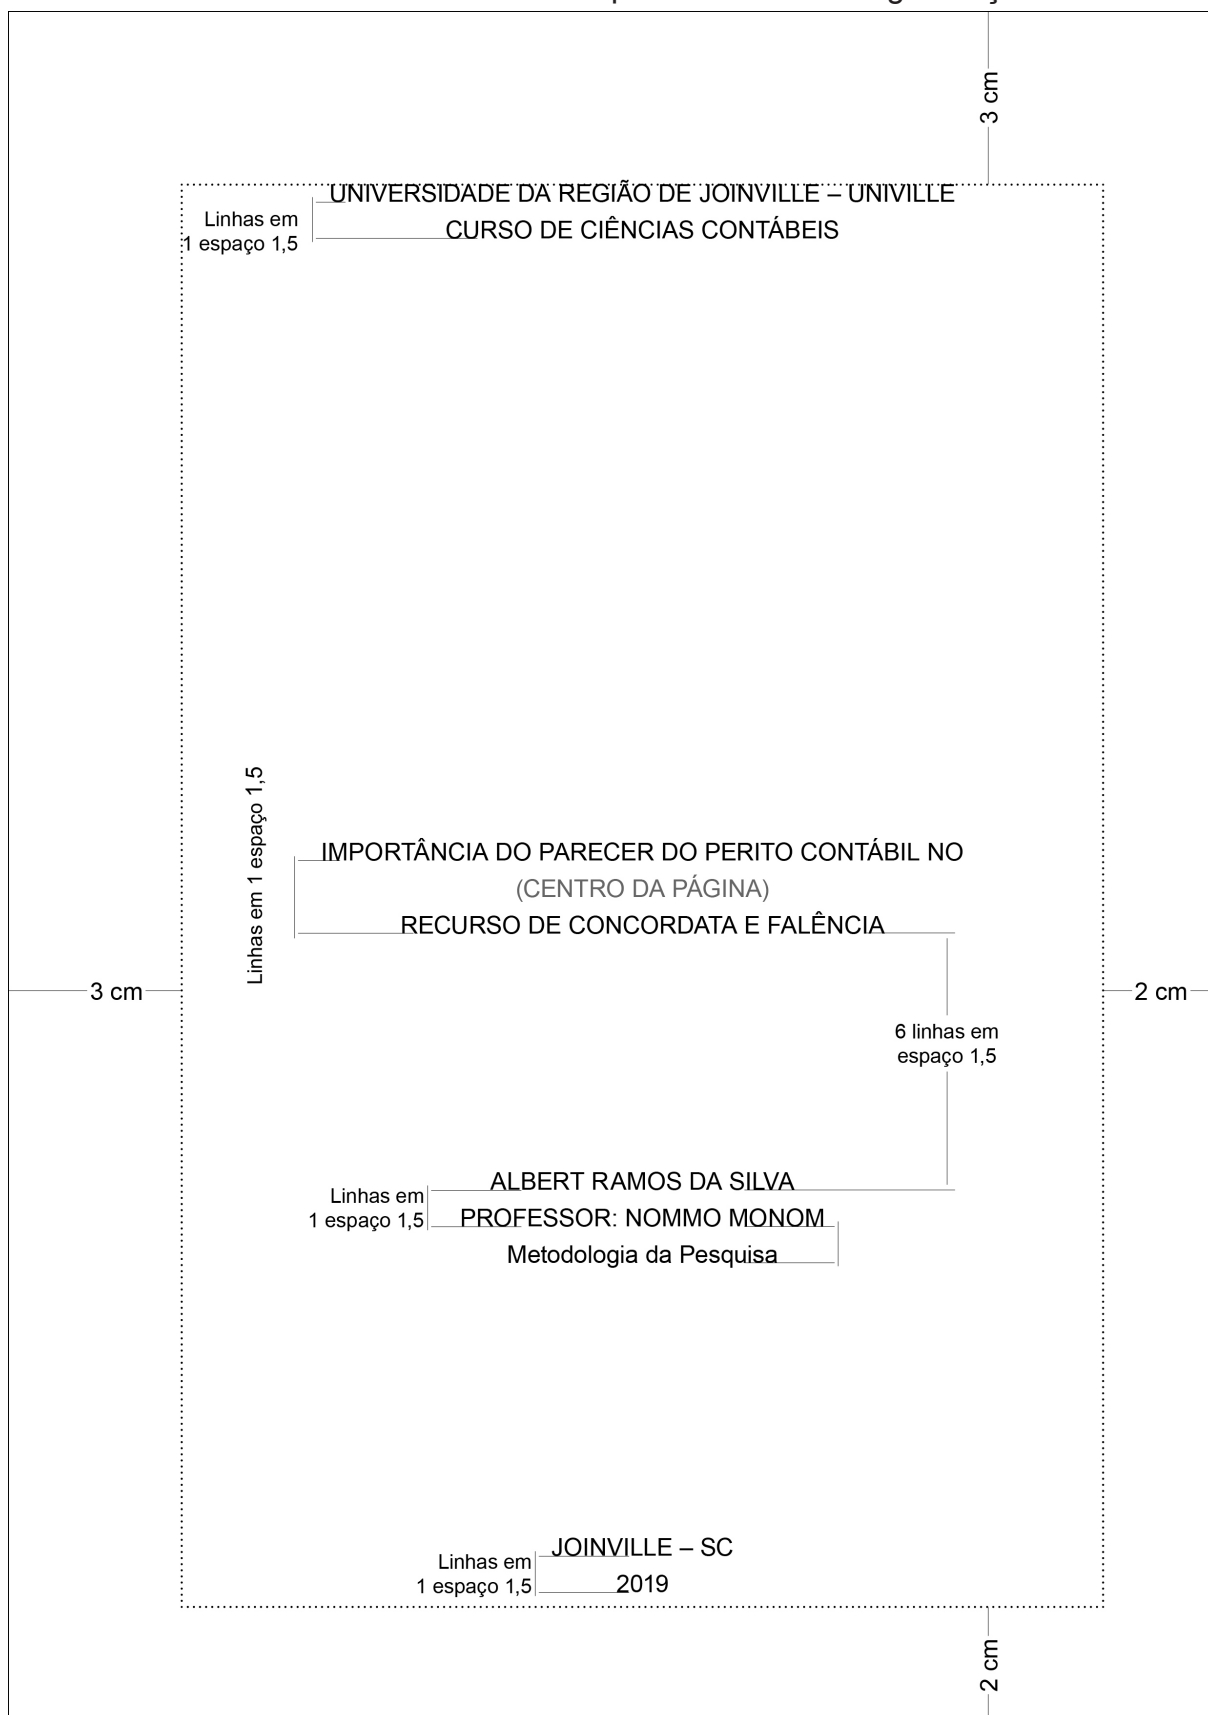 3 cm
UNIVERSIDADE DA REGIÃO DE JOINVILLE – UNIVILLE
Linhas em
1 espaço 1,5
CURSO DE CIÊNCIAS CONTÁBEIS
Linhas em 1 espaço 1,5
IMPORTÂNCIA DO PARECER DO PERITO CONTÁBIL NO
(CENTRO DA PÁGINA)
RECURSO DE CONCORDATA E FALÊNCIA
3 cm
2 cm
6 linhas em
espaço 1,5
ALBERT RAMOS DA SILVA
Linhas em
1 espaço 1,5
PROFESSOR: NOMMO MONOM
Metodologia da Pesquisa
JOINVILLE – SC
Linhas em
1 espaço 1,5
2019
2 cm